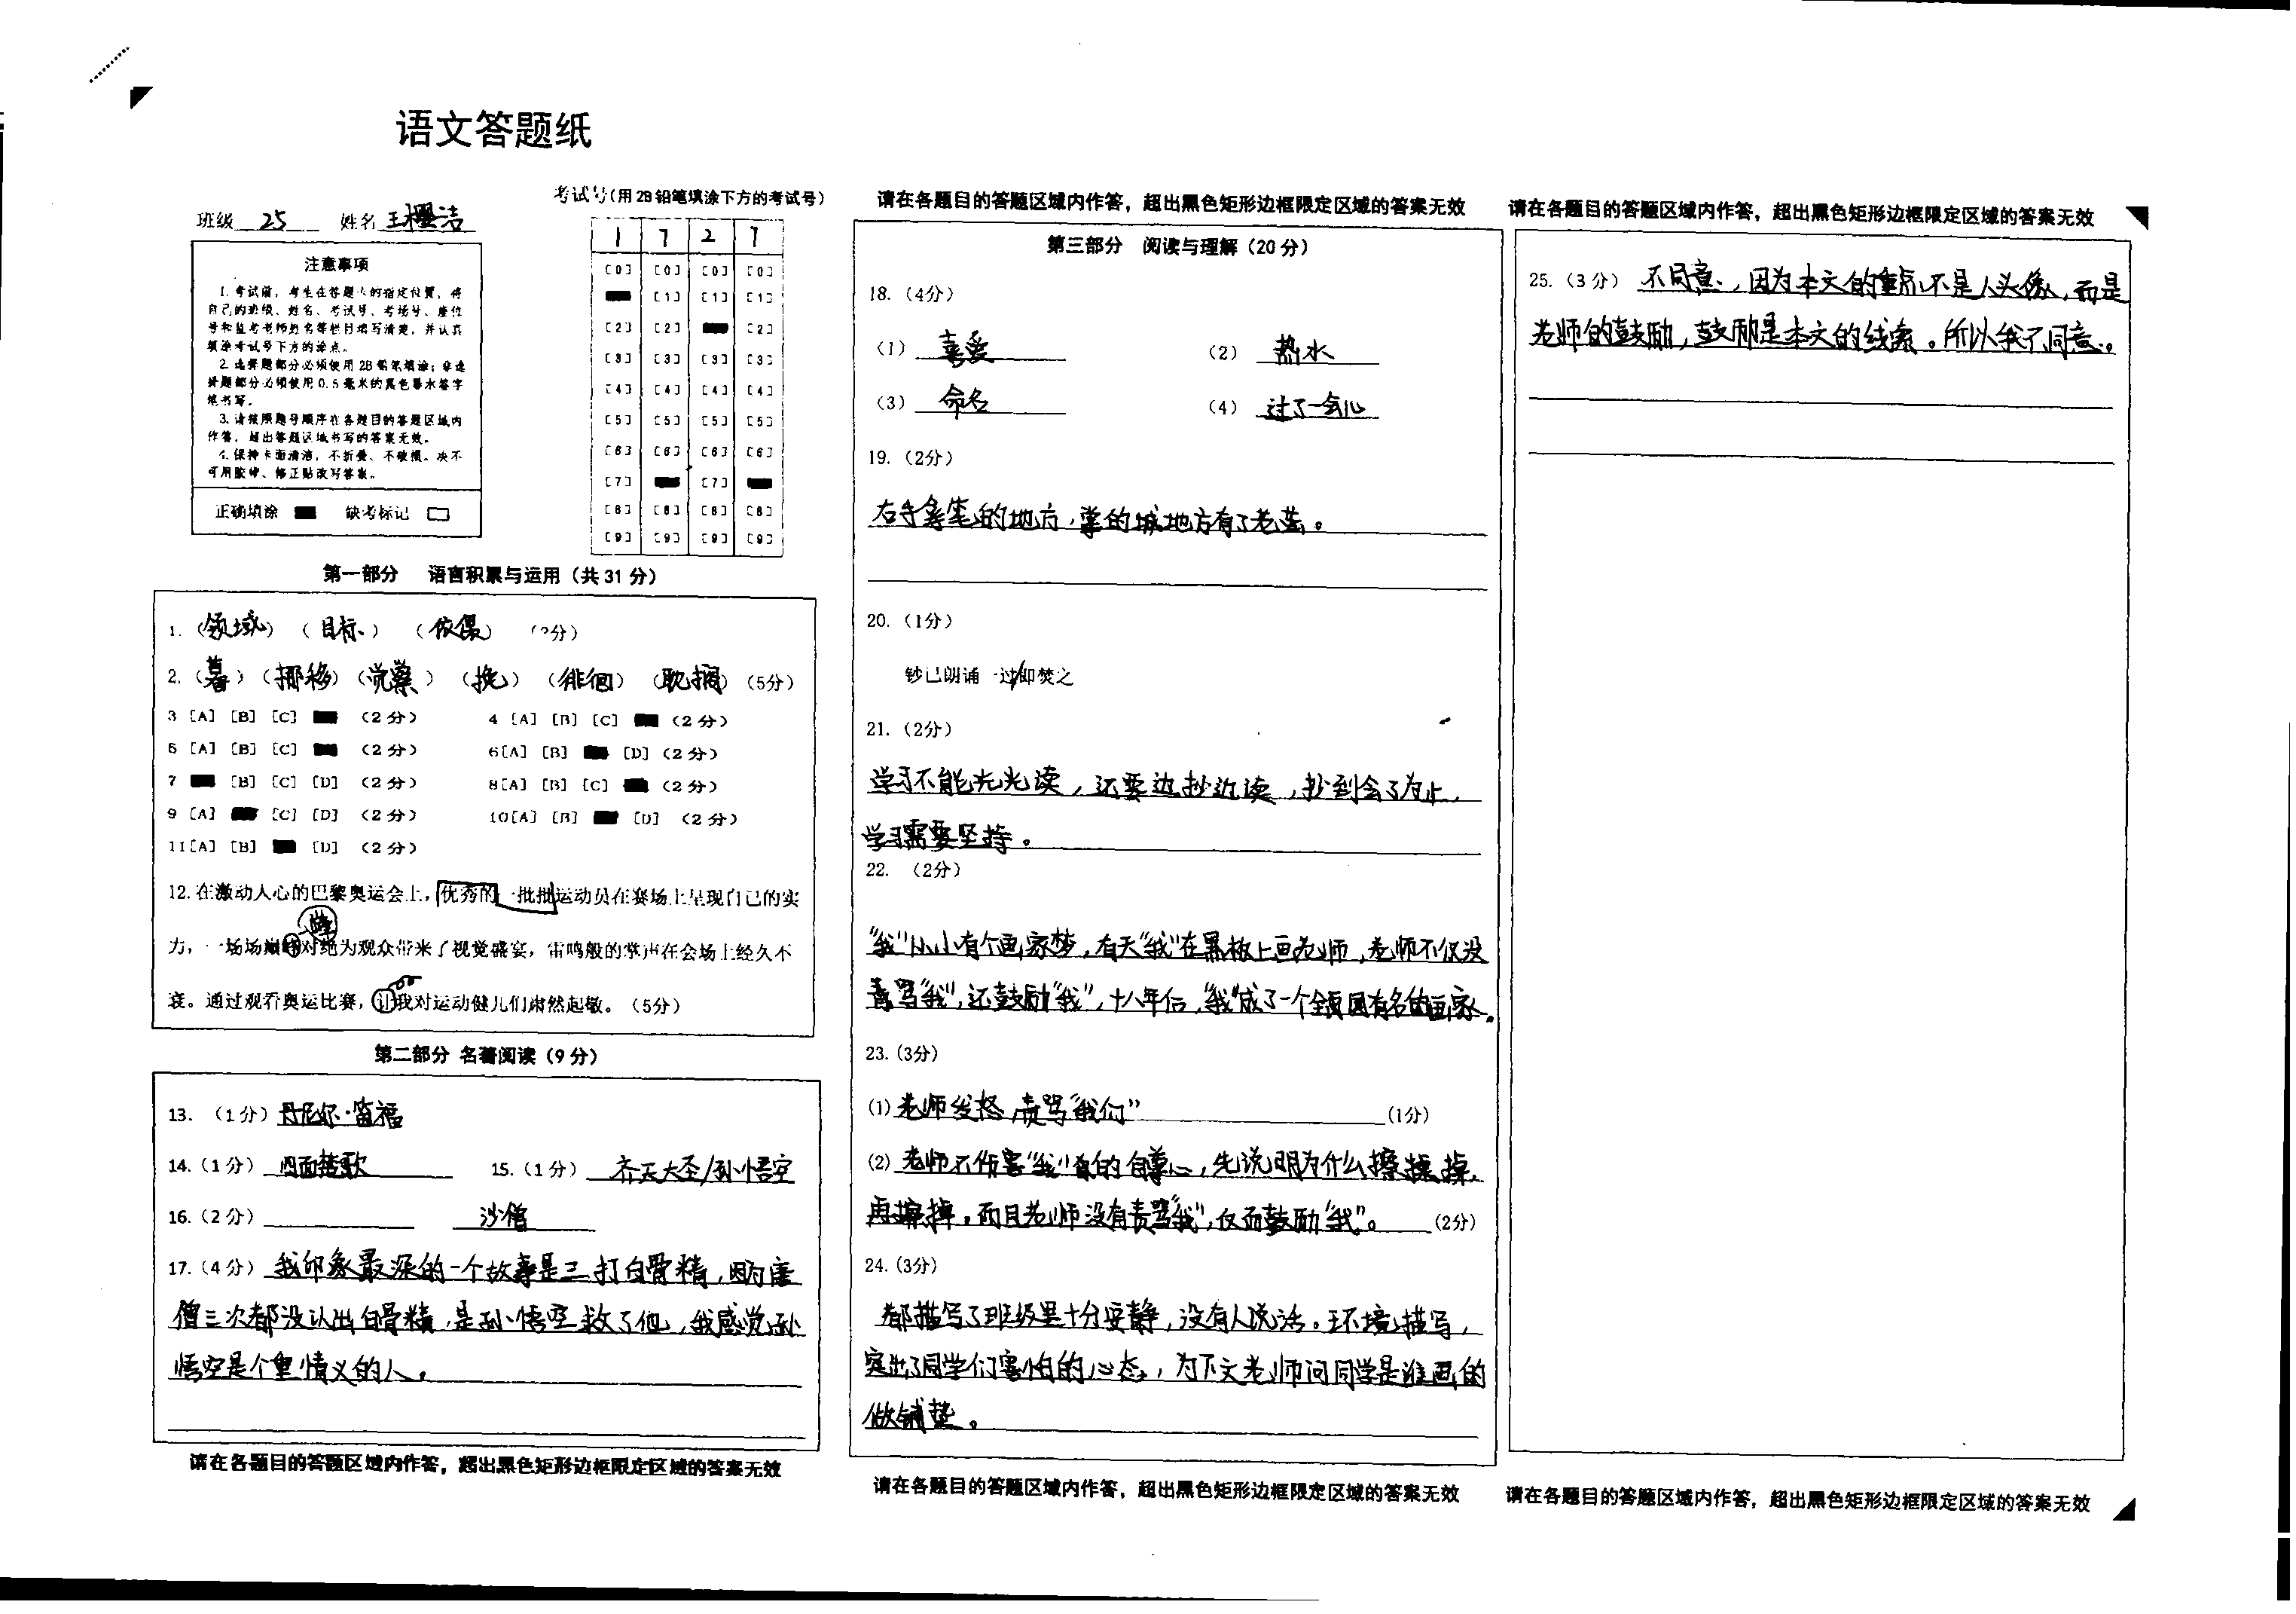 语文答题纸
班级 25 姓名 王樱洁
考试号(用2B铅笔填涂下方的考试号)
1 7 2 7
[0] [0] [0] [0]
[1] [1] [1]
[2] [2] [2]
[3] [3] [3] [3]
[4] [4] [4] [4]
[5] [5] [5] [5]
[6] [6] [6] [6]
[7] [7]
[8] [8] [8] [8]
[9] [9] [9] [9]
注意事项
1.考试前，考生在答题卡的指定位置，将
自己的班级、姓名、考试号、考场号、座位
号和监考老师姓名等栏目填写清楚，并认真
填涂考试号下方的涂点。
2.选择题部分必须使用2B铅笔填涂；非选
择题部分必须使用0.5毫米的黑色墨水签字
笔书写。
3.请按照题号顺序在各题目的答题区域内
作答，超出答题区域书写的答案无效。
4.保持卡面清洁，不折叠、不破损。决不
可用胶带、修正贴改写答案。
正确填涂 缺考标记
第一部分 语言积累与运用（共31分）
1.（领域）（目标）（依偎）
2.（暮）（挪移）（觉察）（挽）（徘徊）（耽搁）（5分）
3 [A] [B] [C] （2分） 4 [A] [B] [C] （2分）
5 [A] [B] [C] （2分） 6[A] [B] [D]（2分）
7 [B] [C] [D] （2分） 8[A] [B] [C] （2分）
9 [A] [C] [D] （2分） 10[A] [B] [D] （2分）
11[A] [B] [D] （2分）
12.在激动人心的巴黎奥运会上，优秀的一批批运动员在赛场上呈现自己的实
力，一场场巅峰对绝为观众带来了视觉盛宴，雷鸣般的掌声在会场上经久不
衰。通过观看奥运比赛，让我对运动健儿们肃然起敬。（5分）
第二部分 名著阅读（9分）
13.（1分）丹尼尔·笛福
14.（1分）四面楚歌 15.（1分）齐天大圣/孙悟空
16.（2分） 沙僧
17.（4分）我印象最深的一个故事是三打白骨精，因为唐
僧三次都没认出白骨精，是孙悟空救了他，我感觉孙
悟空是个重情义的人。
请在各题目的答题区域内作答，超出黑色矩形边框限定区域的答案无效
请在各题目的答题区域内作答，超出黑色矩形边框限定区域的答案无效
第三部分 阅读与理解（20分）
18.（4分）
（1）喜爱 （2）热水
（3）命名 （4）过了一会儿
19.（2分）
右手拿笔的地方，掌的地方有了老茧。
20.（1分）
钞已朗诵一过/即焚之
21.（2分）
学习不能光光读，还要边抄边读，抄到会了为止，
学习需要坚持。
22.（2分）
“我”从小有个画家梦，有天“我”在黑板上画老师，老师不仅没
责骂“我”，还鼓励“我”，十八年后，“我”成了一个全国有名的画家。
23.（3分）
(1)老师发怒，责骂“我们” (1分)
(2)老师不伤害“我”的自尊心，先说明为什么擦掉，
再擦掉，而且老师没有责骂“我”，仅而鼓励“我”。 (2分)
24.（3分）
都描写了班级里十分安静，没有人说话。环境描写，
突出了同学们害怕的心态，为下文老师问同学是谁画的
做铺垫。
请在各题目的答题区域内作答，超出黑色矩形边框限定区域的答案无效
请在各题目的答题区域内作答，超出黑色矩形边框限定区域的答案无效
25.（3分）不同意，因为本文的重点不是人头像，而是
老师的鼓励，鼓励是本文的线索。所以我不同意。
请在各题目的答题区域内作答，超出黑色矩形边框限定区域的答案无效